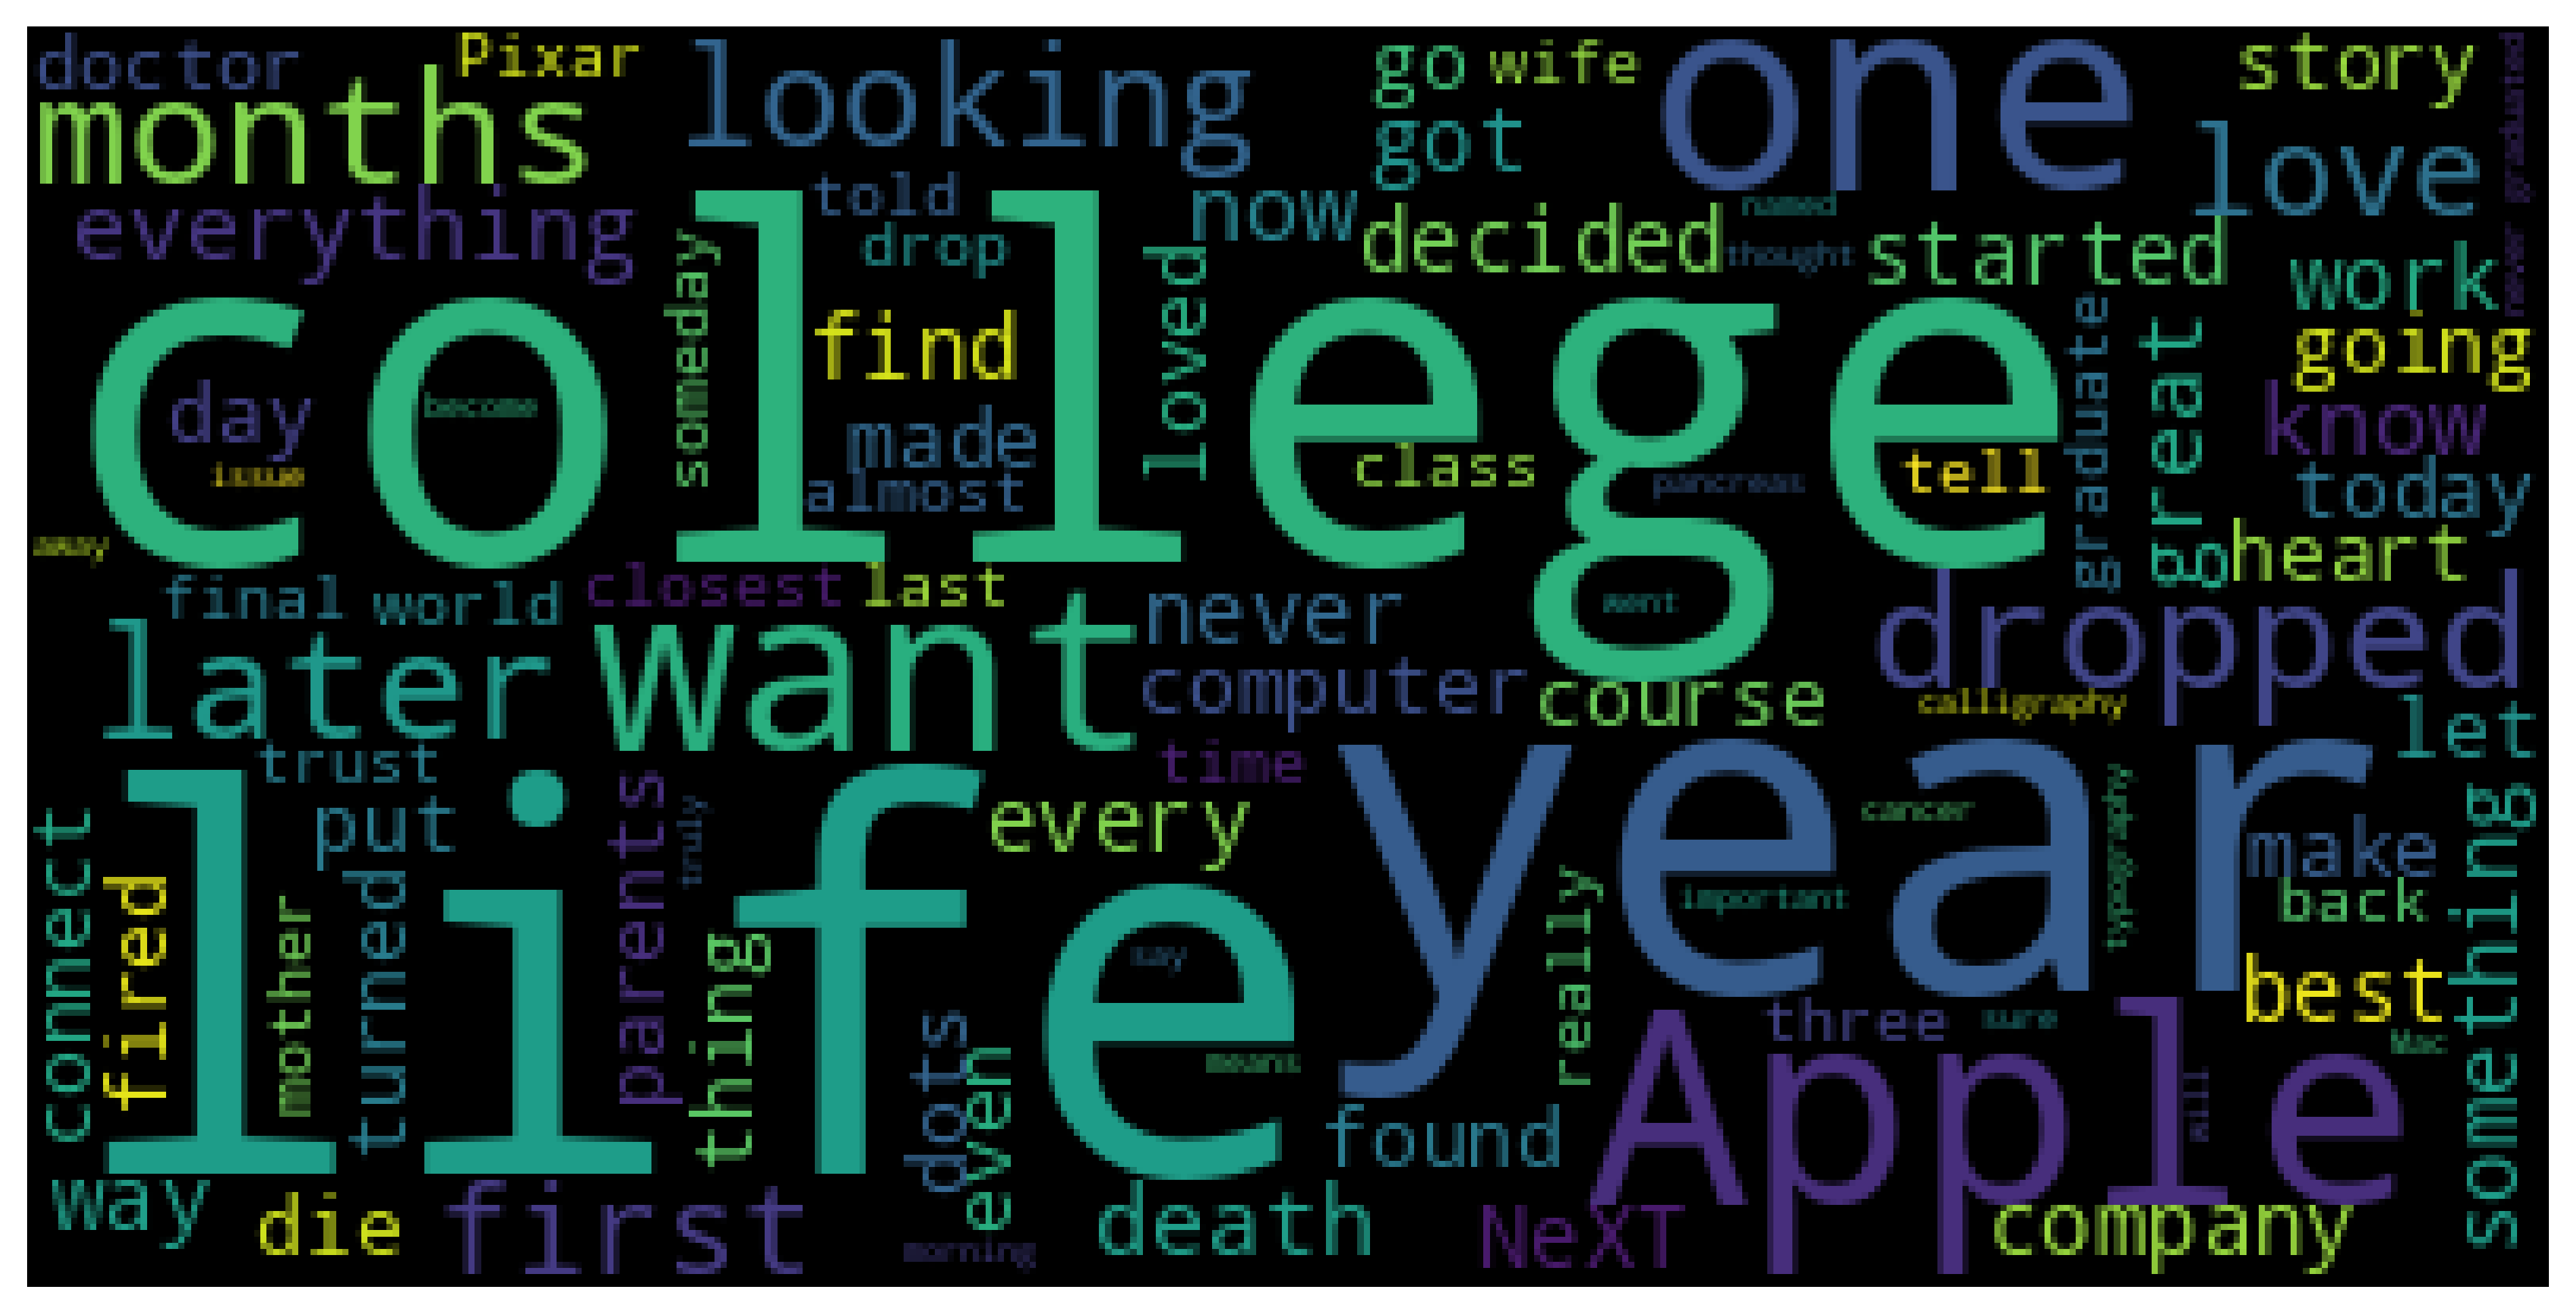 doctor
Pixar
looking
go
wife
one
story
graduated
months
got
love
everything
told
now
decided
named
started
drop
thought
work
never
someday
loved
college
find
graduate
great
going
day
become
made
know
issue
almost
class
pancreas
tell
today
away
heart
final
world
closest
last
never
went
dropped
later
want
computer
course
calligraphy
let
trust
time
year
life
put
parents
truly
every
cancer
typography
make
something
connect
fired
mother
turned
thing
say
really
important
back
best
dots
even
means
three
sure
Mac
Apple
still
found
way
die
first
morning
death
NeXT
company